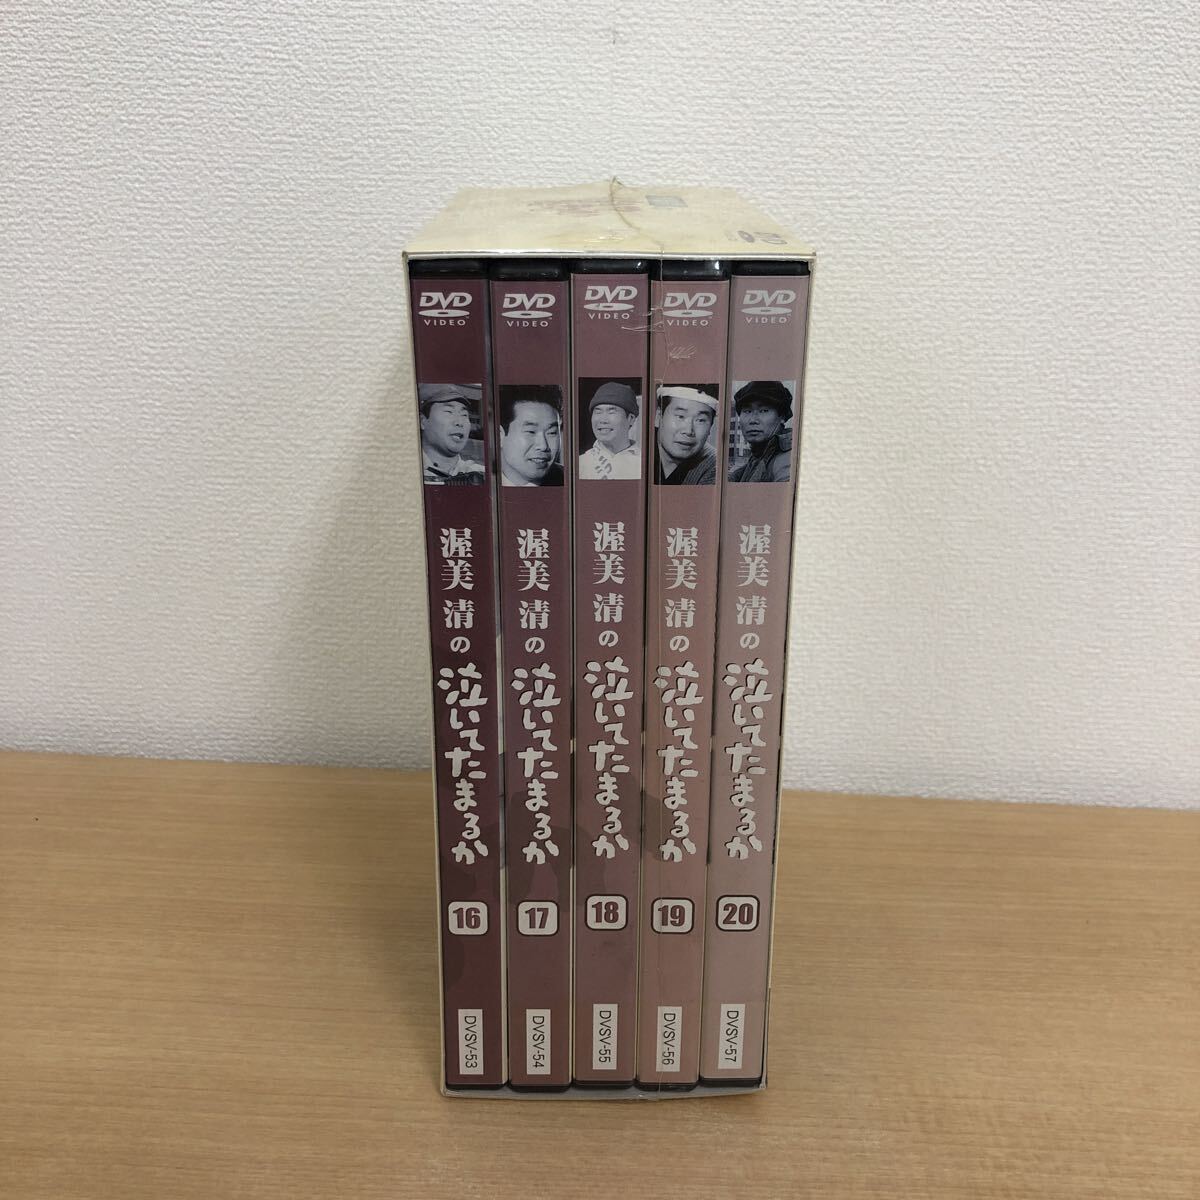 DVD
VIDEO
渥美 清の
泣いてたまるか
16
DVSV-53
DVD
VIDEO
渥美 清の
泣いてたまるか
17
DVSV-54
DVD
VIDEO
渥美 清の
泣いてたまるか
18
DVSV-55
DVD
VIDEO
渥美 清の
泣いてたまるか
19
DVSV-56
DVD
VIDEO
渥美 清の
泣いてたまるか
20
DVSV-57